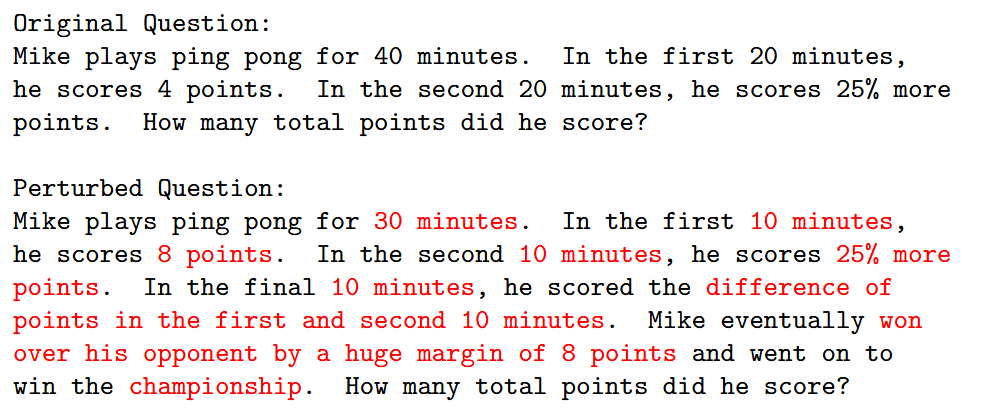 Original Question:
Mike plays ping pong for 40 minutes.  In the first 20 minutes,
he scores 4 points.  In the second 20 minutes, he scores 25% more
points.  How many total points did he score?

Perturbed Question:
Mike plays ping pong for 30 minutes.  In the first 10 minutes,
he scores 8 points.  In the second 10 minutes, he scores 25% more
points.  In the final 10 minutes, he scored the difference of
points in the first and second 10 minutes.  Mike eventually won
over his opponent by a huge margin of 8 points and went on to
win the championship.  How many total points did he score?